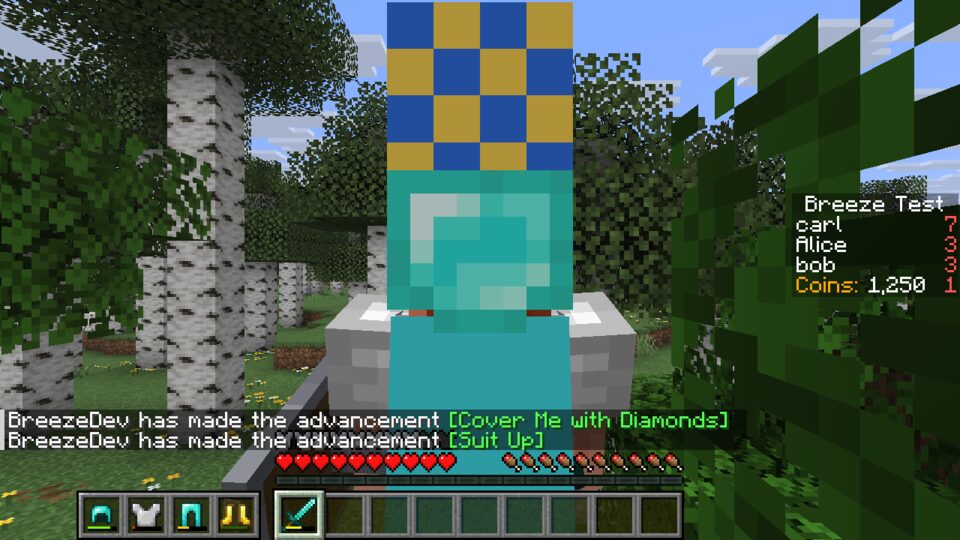 Breeze Test
carl 7
Alice 3
bob 3
Coins: 1,250 1
BreezeDev has made the advancement [Cover Me with Diamonds]
BreezeDev has made the advancement [Suit Up]